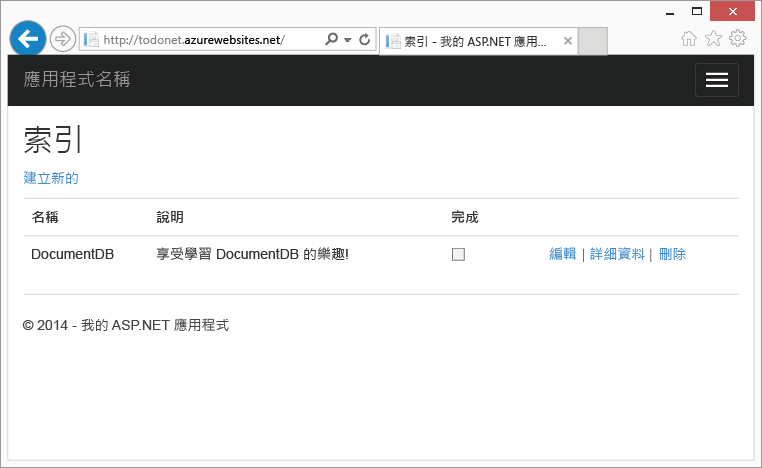 http://todonet.azurewebsites.net/
索引 - 我的 ASP.NET 應用...
應用程式名稱
索引
建立新的
名稱 說明 完成
DocumentDB 享受學習 DocumentDB 的樂趣! 編輯 | 詳細資料 | 刪除
© 2014 - 我的 ASP.NET 應用程式